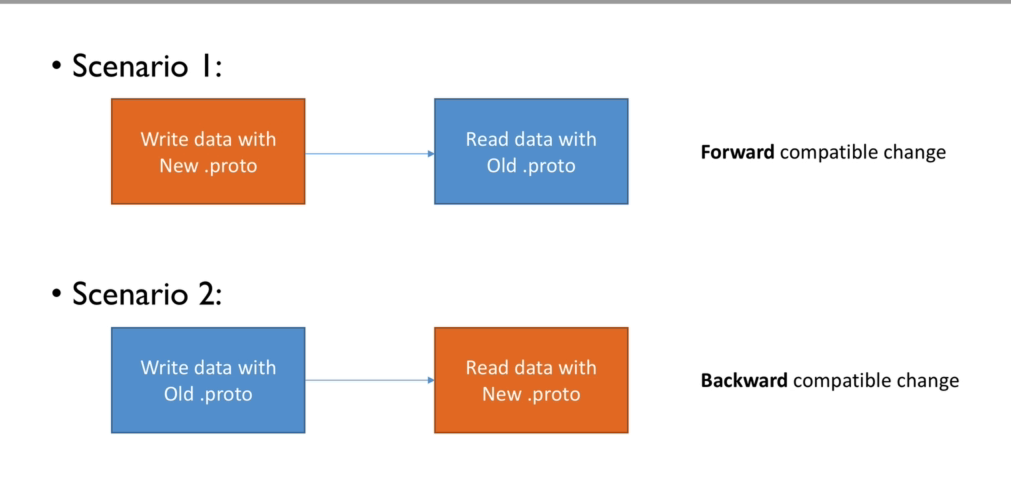 • Scenario 1:
Write data with
New .proto
Read data with
Old .proto
Forward compatible change
• Scenario 2:
Write data with
Old .proto
Read data with
New .proto
Backward compatible change